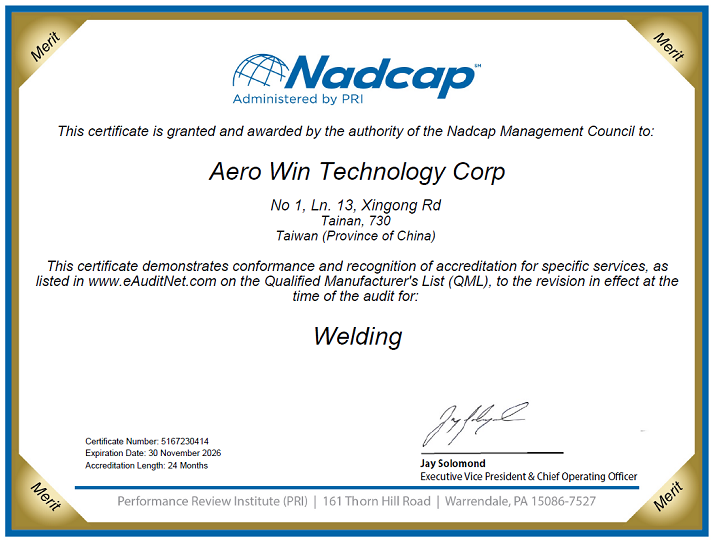 Merit
Merit
Nadcap SM
Administered by PRI
This certificate is granted and awarded by the authority of the Nadcap Management Council to:
Aero Win Technology Corp
No 1, Ln. 13, Xingong Rd
Tainan, 730
Taiwan (Province of China)
This certificate demonstrates conformance and recognition of accreditation for specific services, as
listed in www.eAuditNet.com on the Qualified Manufacturer's List (QML), to the revision in effect at the
time of the audit for:
Welding
Certificate Number: 5167230414
Expiration Date: 30 November 2026
Accreditation Length: 24 Months
Jay Solomond
Executive Vice President & Chief Operating Officer
Merit
Merit
Performance Review Institute (PRI) | 161 Thorn Hill Road | Warrendale, PA 15086-7527